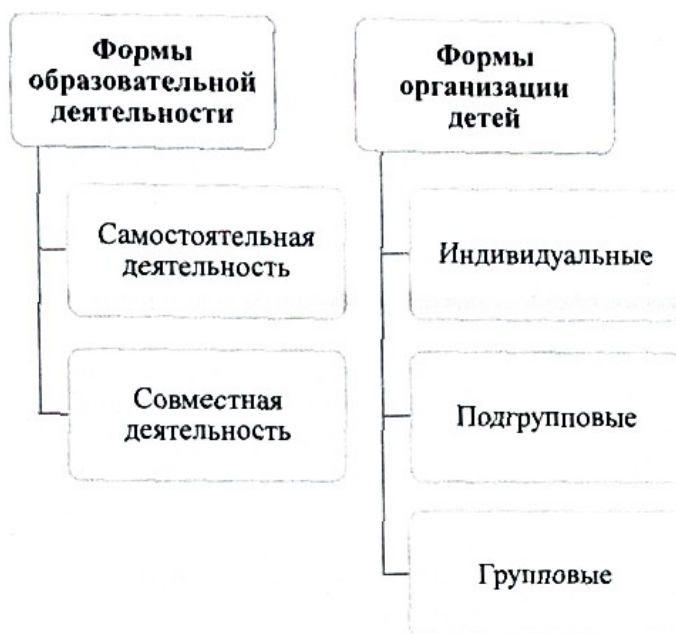 Формы
образовательной
деятельности
Самостоятельная
деятельность
Совместная
деятельность
Формы
организации
детей
Индивидуальные
Подгрупповые
Групповые